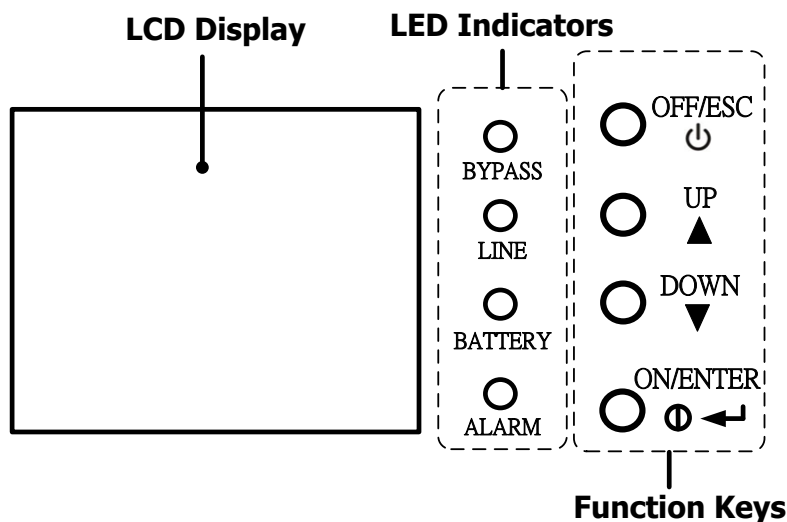 LCD Display
LED Indicators
BYPASS
LINE
BATTERY
ALARM
OFF/ESC
UP
DOWN
ON/ENTER
Function Keys